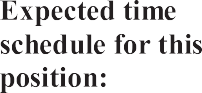 Expected time
schedule for this
position: